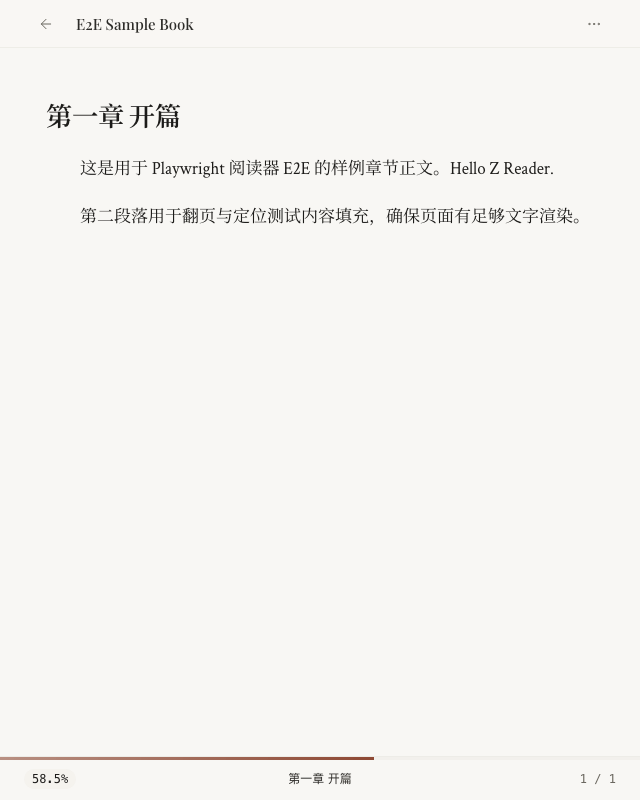 E2E Sample Book
第一章 开篇
这是用于 Playwright 阅读器 E2E 的样例章节正文。Hello Z Reader.
第二段落用于翻页与定位测试内容填充，确保页面有足够文字渲染。
58.5%
第一章 开篇
1 / 1